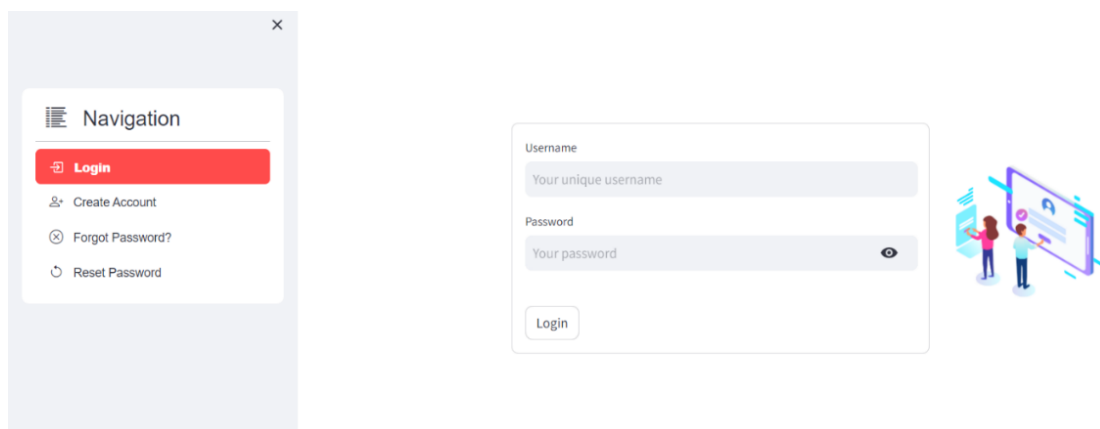 Navigation
Login
Create Account
Forgot Password?
Reset Password
Username
Your unique username
Password
Your password
Login